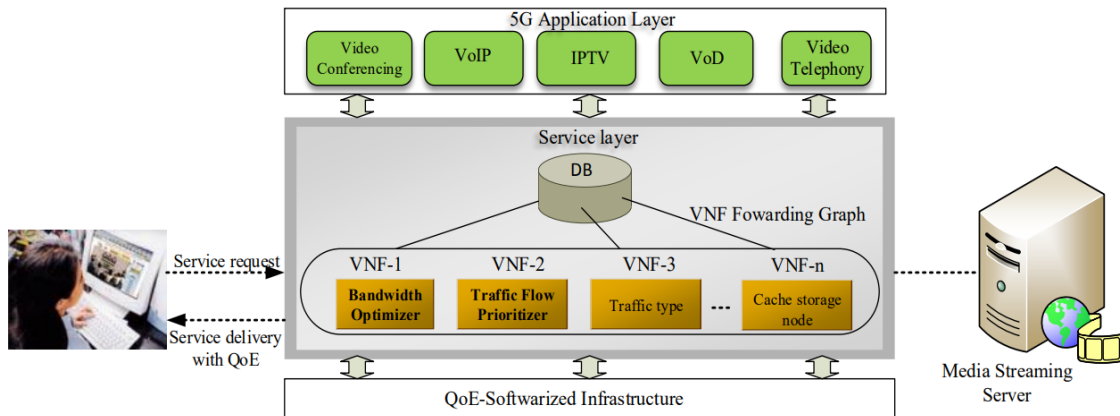 5G Application Layer
Video
Conferencing
VoIP
IPTV
VoD
Video
Telephony
Service layer
DB
VNF Fowarding Graph
VNF-1
VNF-2
VNF-3
VNF-n
Bandwidth
Optimizer
Traffic Flow
Prioritizer
Traffic type
Cache storage
node
Service request
Service delivery
with QoE
Media Streaming
Server
QoE-Softwarized Infrastructure